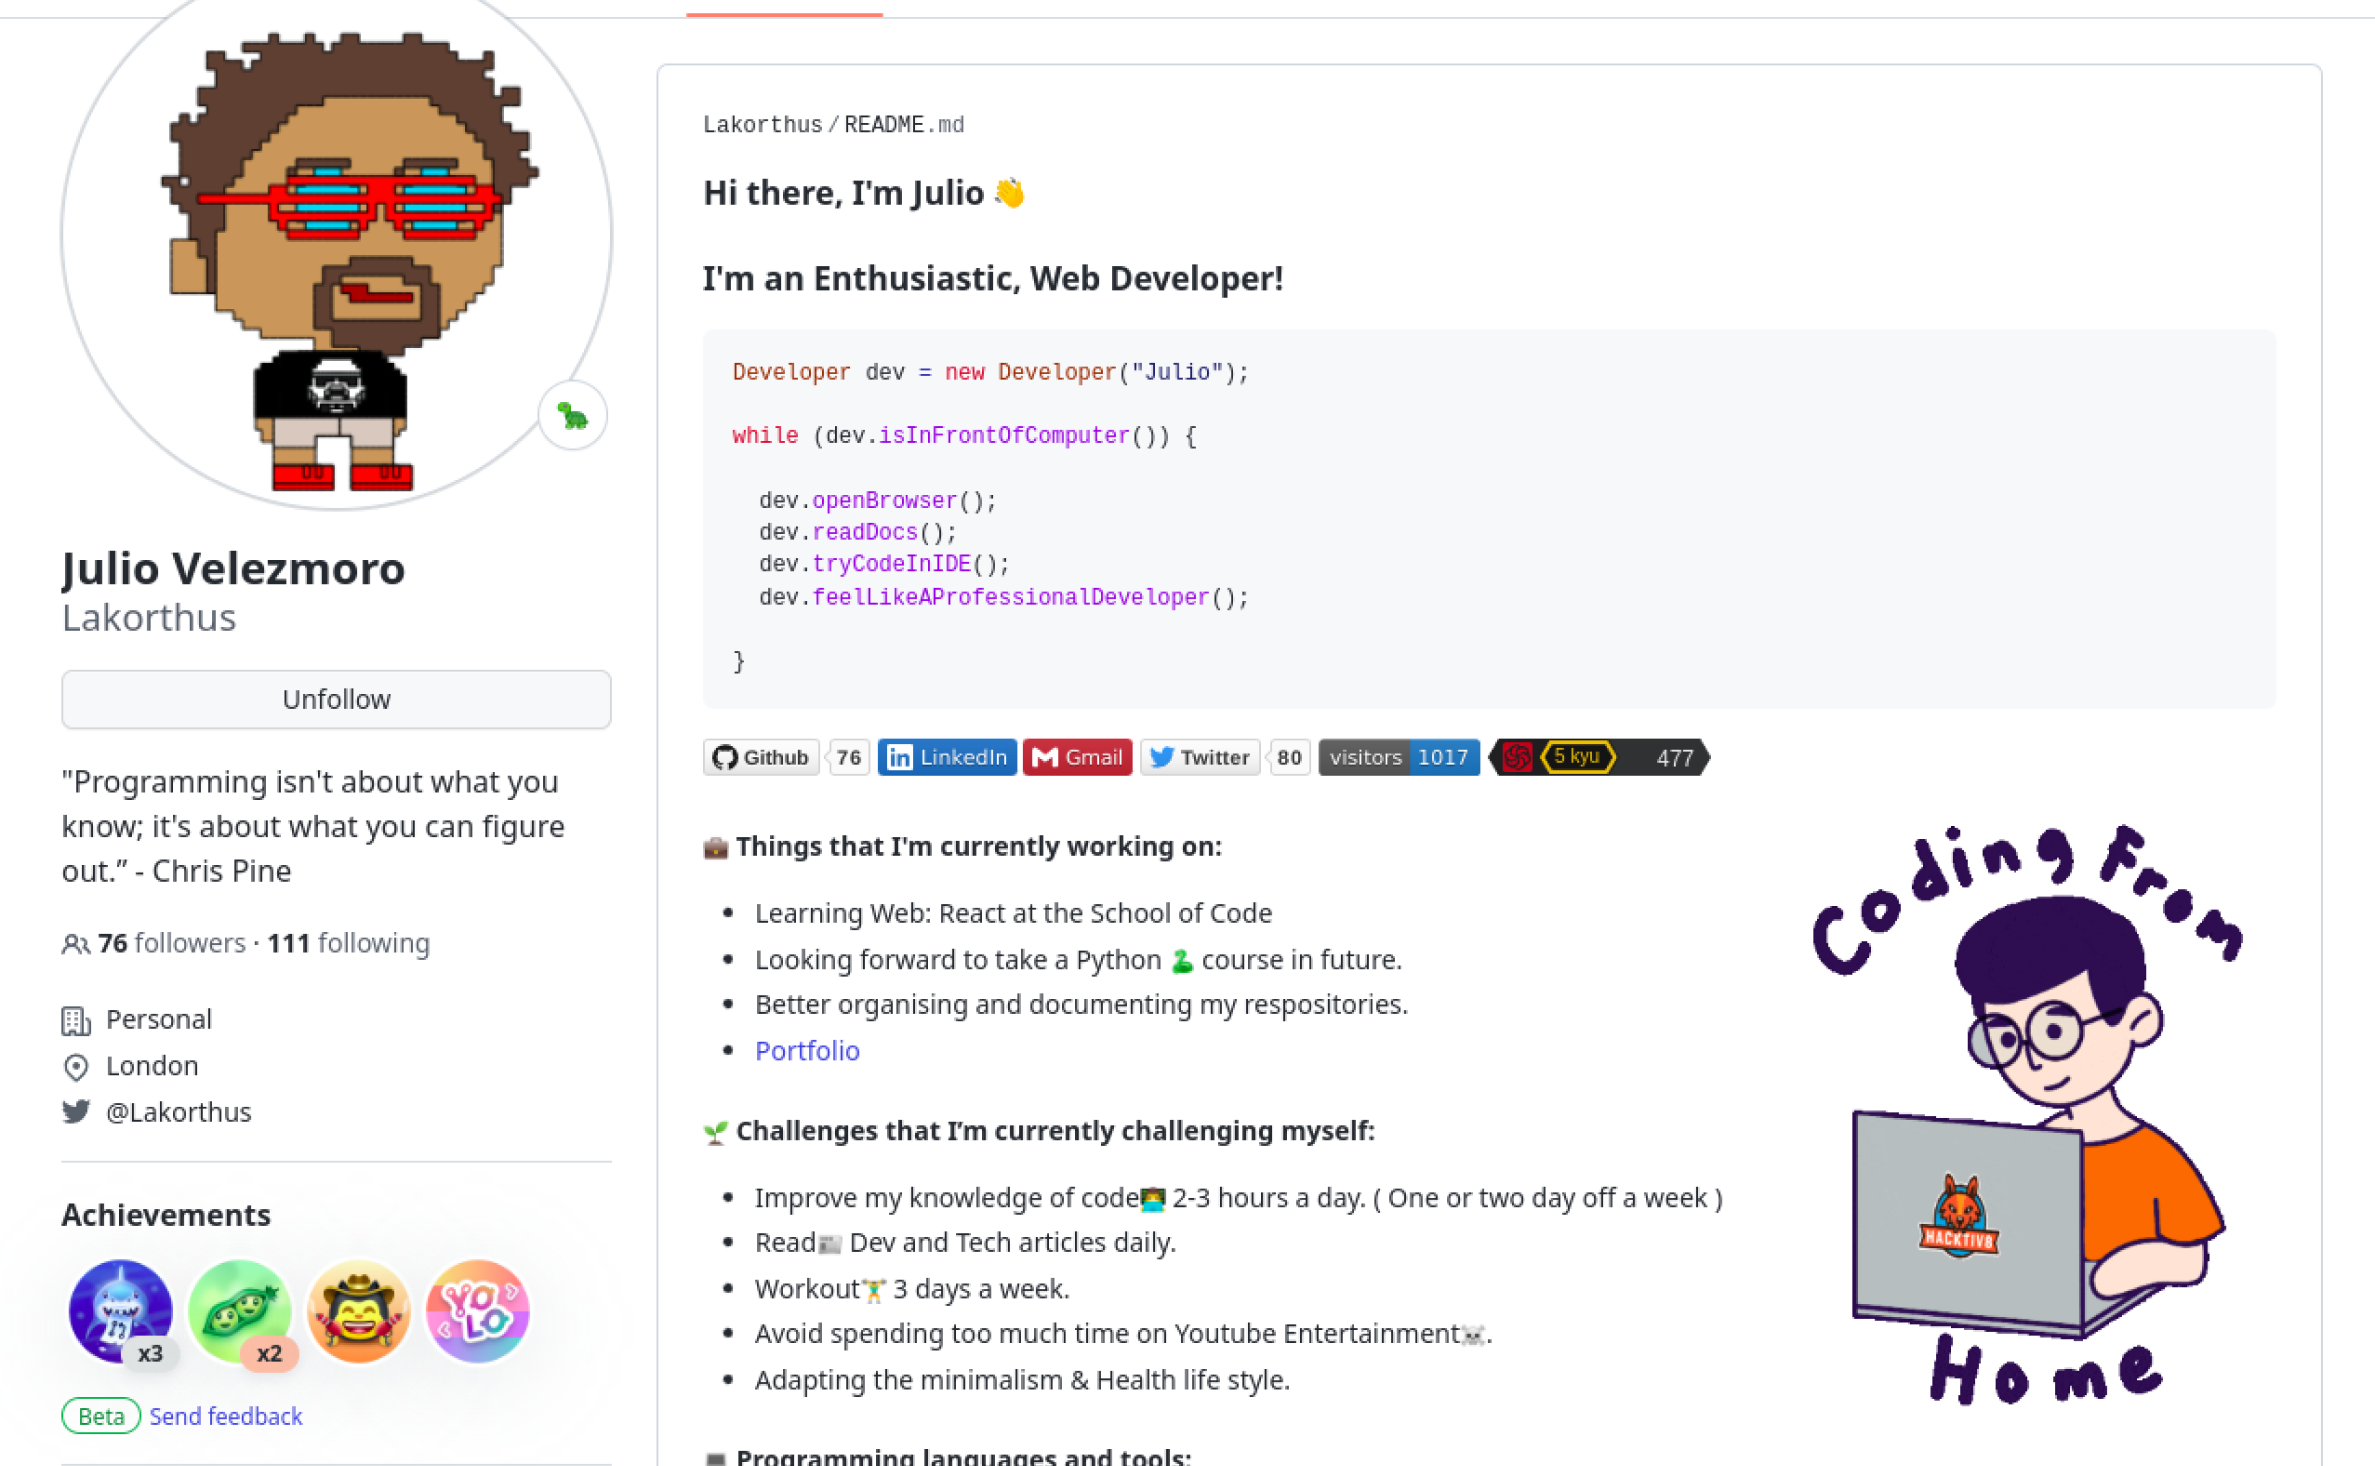 Julio Velezmoro
Lakorthus
Unfollow
"Programming isn't about what you
know; it's about what you can figure
out.” - Chris Pine
76 followers · 111 following
Personal
London
@Lakorthus
Achievements
x3
x2
YOLO
Beta Send feedback
Lakorthus/README.md
Hi there, I'm Julio 👋
I'm an Enthusiastic, Web Developer!
Developer dev = new Developer("Julio");
while (dev.isInFrontOfComputer()) {
dev.openBrowser();
dev.readDocs();
dev.tryCodeInIDE();
dev.feelLikeAProfessionalDeveloper();
}
Github 76 LinkedIn Gmail Twitter 80 visitors 1017 5 kyu 477
💼 Things that I'm currently working on:
• Learning Web: React at the School of Code
• Looking forward to take a Python 🐍 course in future.
• Better organising and documenting my respositories.
• Portfolio
🌱 Challenges that I’m currently challenging myself:
• Improve my knowledge of code👨‍💻 2-3 hours a day. ( One or two day off a week )
• Read📰 Dev and Tech articles daily.
• Workout🏋️ 3 days a week.
• Avoid spending too much time on Youtube Entertainment☠️.
• Adapting the minimalism & Health life style.
💻 Programming languages and tools:
Coding From
HACKTIV8
Home